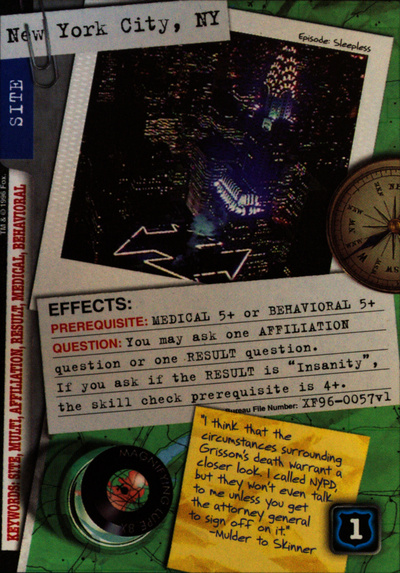 New York City, NY
Episode: Sleepless
SITE
TM & © 1996 Fox.
KEYWORDS: SITE, MULTI, AFFILIATION, RESULT, MEDICAL, BEHAVIORAL
EFFECTS:
PREREQUISITE: MEDICAL 5+ or BEHAVIORAL 5+
QUESTION: You may ask one AFFILIATION
question or one RESULT question.
If you ask if the RESULT is "Insanity",
the skill check prerequisite is 4+.
Bureau File Number: XF96-0057v1
"I think that the
circumstances surrounding
Grissom's death warrant a
closer look. I called NYPD,
but they won't even talk
to me unless you get
the attorney general
to sign off on it."
-Mulder to Skinner
MAGNIFYING LOUPE 8X
SW
1